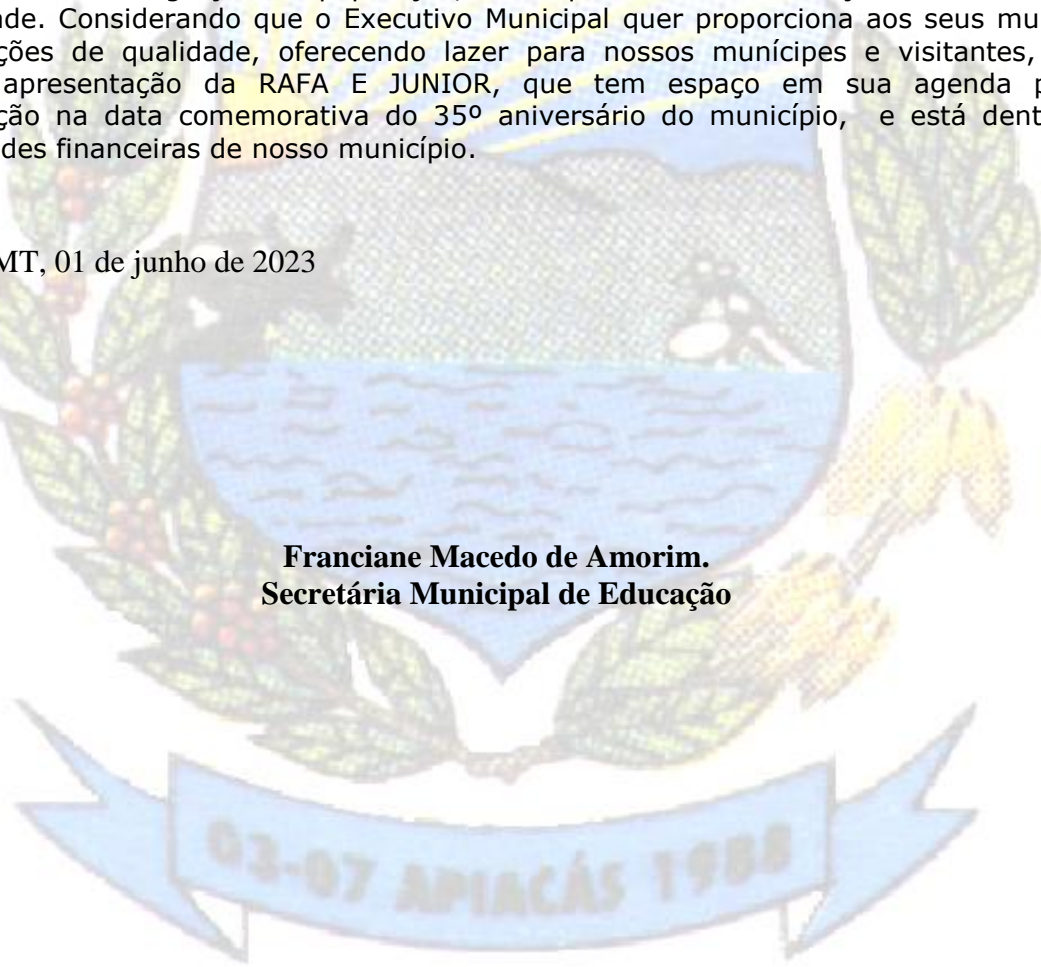 ade. Considerando que o Executivo Municipal quer proporciona aos seus mu
ções de qualidade, oferecendo lazer para nossos munícipes e visitantes,
apresentação da RAFA E JUNIOR, que tem espaço em sua agenda p
ção na data comemorativa do 35º aniversário do município, e está dent
des financeiras de nosso município.
MT, 01 de junho de 2023
Franciane Macedo de Amorim.
Secretária Municipal de Educação
03-07 APIACÁS 1988